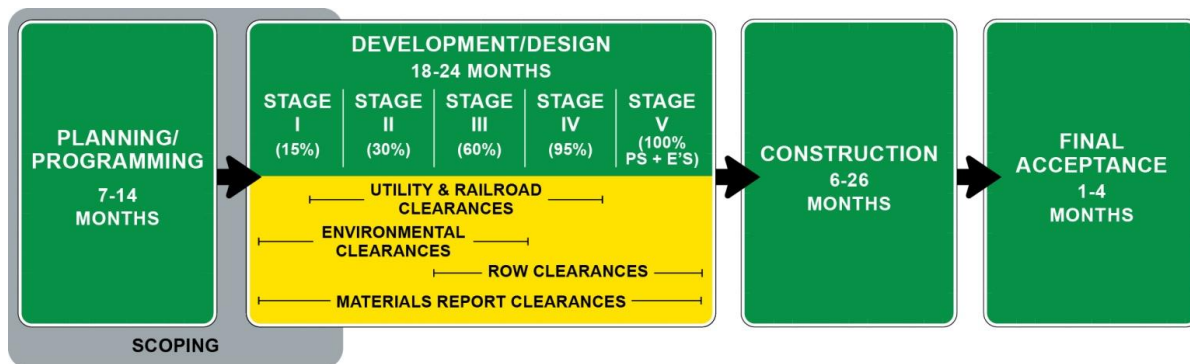 PLANNING/
PROGRAMMING
7-14
MONTHS
SCOPING
DEVELOPMENT/DESIGN
18-24 MONTHS
STAGE
I
(15%)
STAGE
II
(30%)
STAGE
III
(60%)
STAGE
IV
(95%)
STAGE
V
(100%
PS + E'S)
UTILITY & RAILROAD
CLEARANCES
ENVIRONMENTAL
CLEARANCES
ROW CLEARANCES
MATERIALS REPORT CLEARANCES
CONSTRUCTION
6-26
MONTHS
FINAL
ACCEPTANCE
1-4
MONTHS